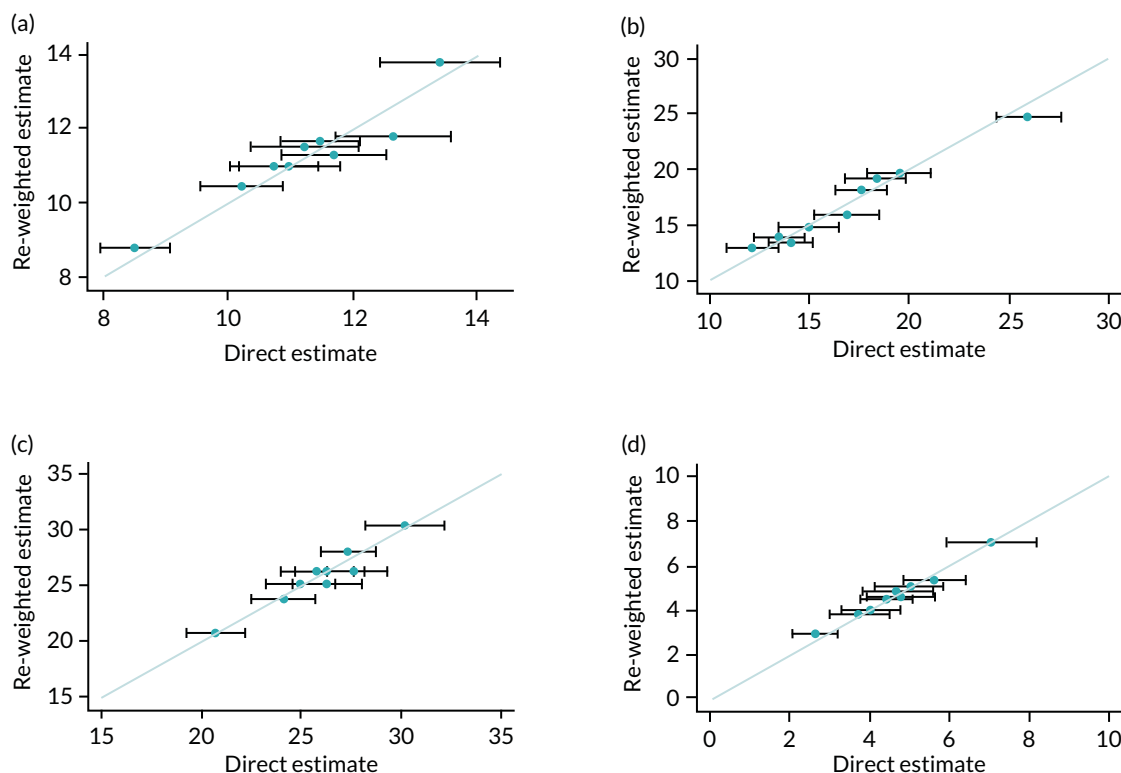 (a)
Re-weighted estimate
14
12
10
8
8 10 12 14
Direct estimate
(b)
Re-weighted estimate
30
25
20
15
10
10 15 20 25 30
Direct estimate
(c)
Re-weighted estimate
35
30
25
20
15
15 20 25 30 35
Direct estimate
(d)
Re-weighted estimate
10
8
6
4
2
0
0 2 4 6 8 10
Direct estimate